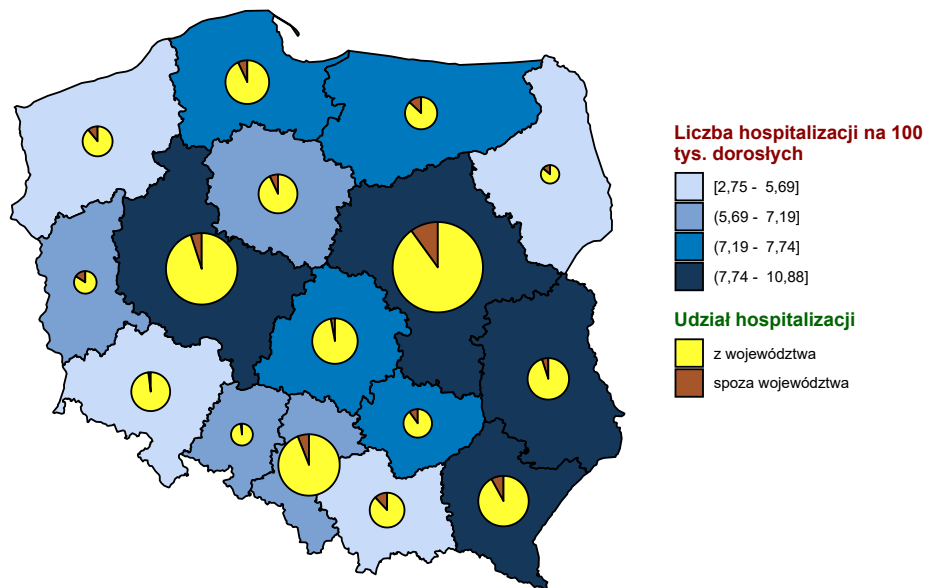 Liczba hospitalizacji na 100
tys. dorosłych
[2,75 - 5,69]
(5,69 - 7,19]
(7,19 - 7,74]
(7,74 - 10,88]
Udział hospitalizacji
z województwa
spoza województwa